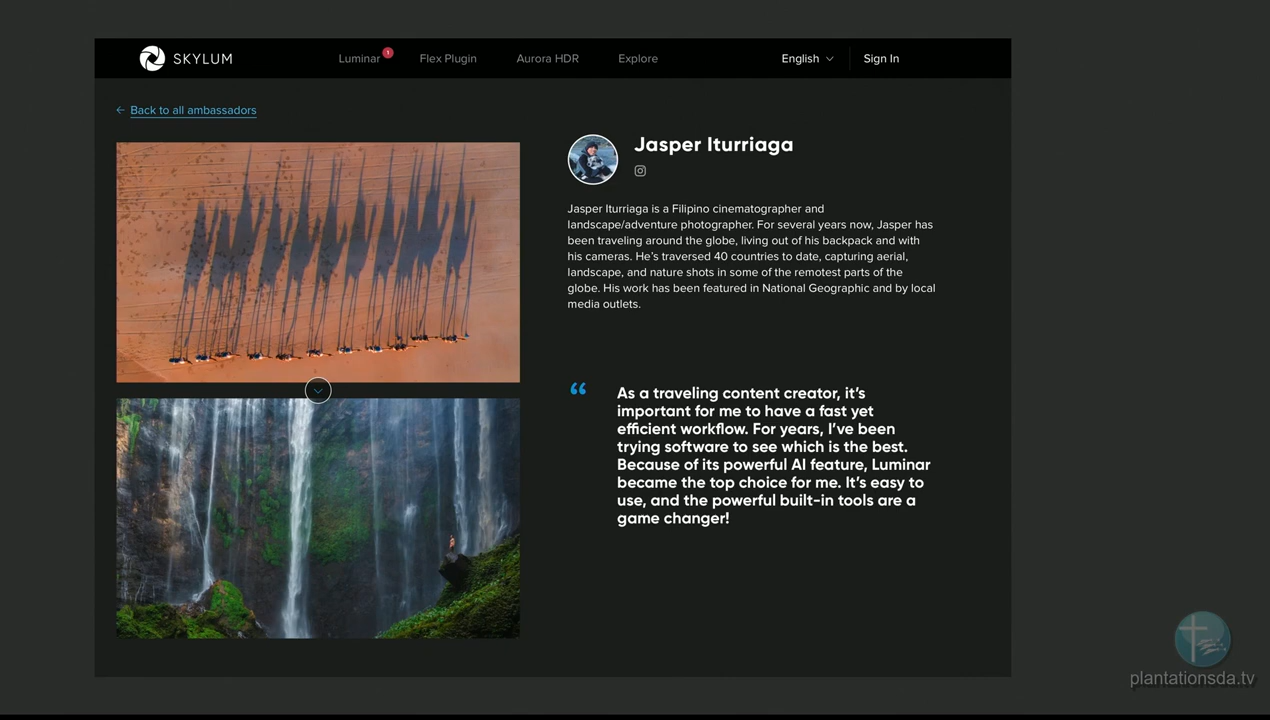 SKYLUM
Luminar 1
Flex Plugin
Aurora HDR
Explore
English
Sign In
Back to all ambassadors
Jasper Iturriaga
Jasper Iturriaga is a Filipino cinematographer and
landscape/adventure photographer. For several years now, Jasper has
been traveling around the globe, living out of his backpack and with
his cameras. He's traversed 40 countries to date, capturing aerial,
landscape, and nature shots in some of the remotest parts of the
globe. His work has been featured in National Geographic and by local
media outlets.
“ As a traveling content creator, it's
important for me to have a fast yet
efficient workflow. For years, I've been
trying software to see which is the best.
Because of its powerful AI feature, Luminar
became the top choice for me. It's easy to
use, and the powerful built-in tools are a
game changer!
plantationsda.tv